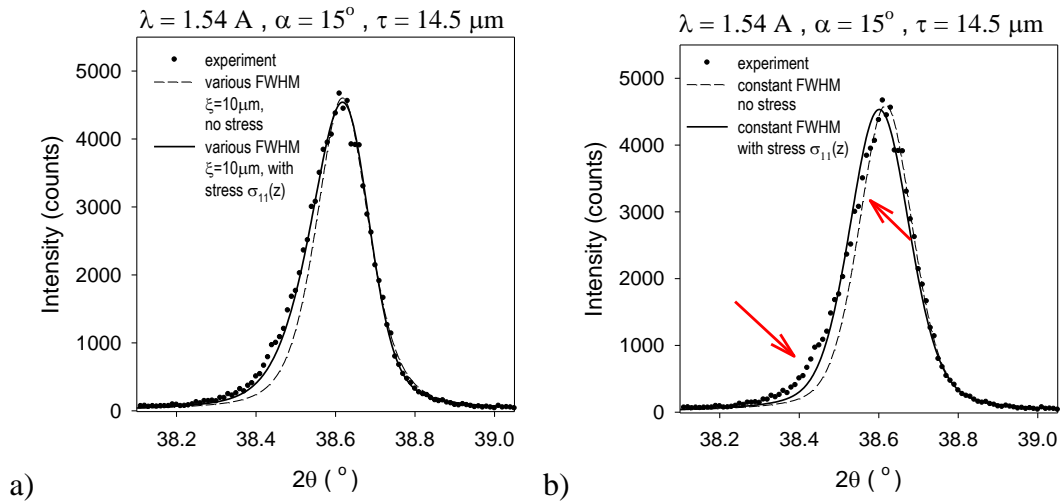 λ = 1.54 A , α = 15° , τ = 14.5 μm
5000
4000
3000
2000
1000
0
Intensity (counts)
experiment
various FWHM
ξ=10μm,
no stress
various FWHM
ξ=10μm, with
stress σ₁₁(z)
38.2 38.4 38.6 38.8 39.0
2θ ( ° )
a)
λ = 1.54 A , α = 15° , τ = 14.5 μm
5000
4000
3000
2000
1000
0
Intensity (counts)
experiment
constant FWHM
no stress
constant FWHM
with stress σ₁₁(z)
38.2 38.4 38.6 38.8 39.0
2θ ( ° )
b)